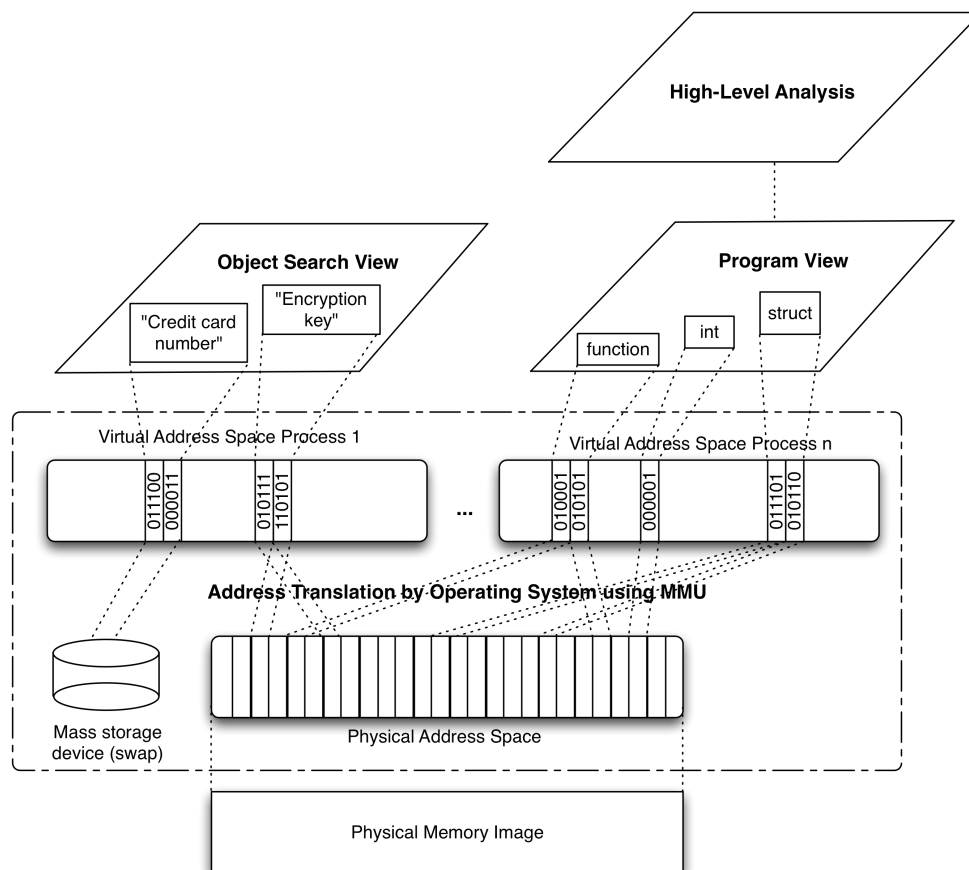 High-Level Analysis
Object Search View
"Credit card
number"
"Encryption
key"
Program View
function
int
struct
Virtual Address Space Process 1
Virtual Address Space Process n
011100
000011
010111
110101
...
010001
010101
000001
011101
010110
Address Translation by Operating System using MMU
Mass storage
device (swap)
Physical Address Space
Physical Memory Image